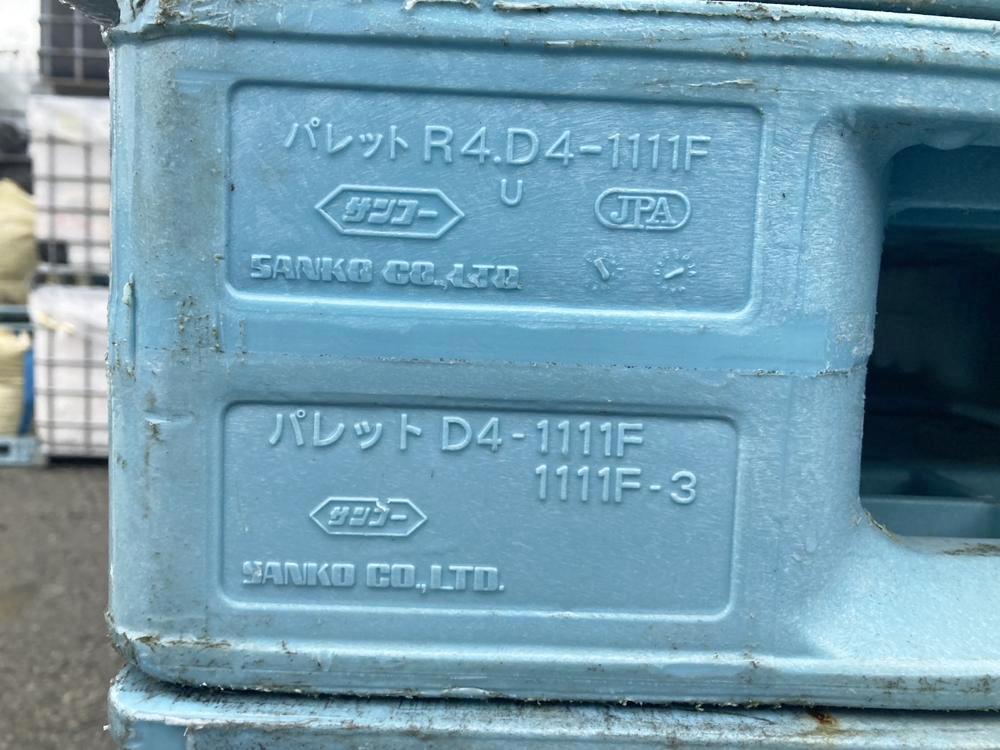 パレット R4.D4-1111F
U
サンコー JPA
SANKO CO.,LTD.
パレット D4-1111F
1111F-3
サンコー
SANKO CO.,LTD.